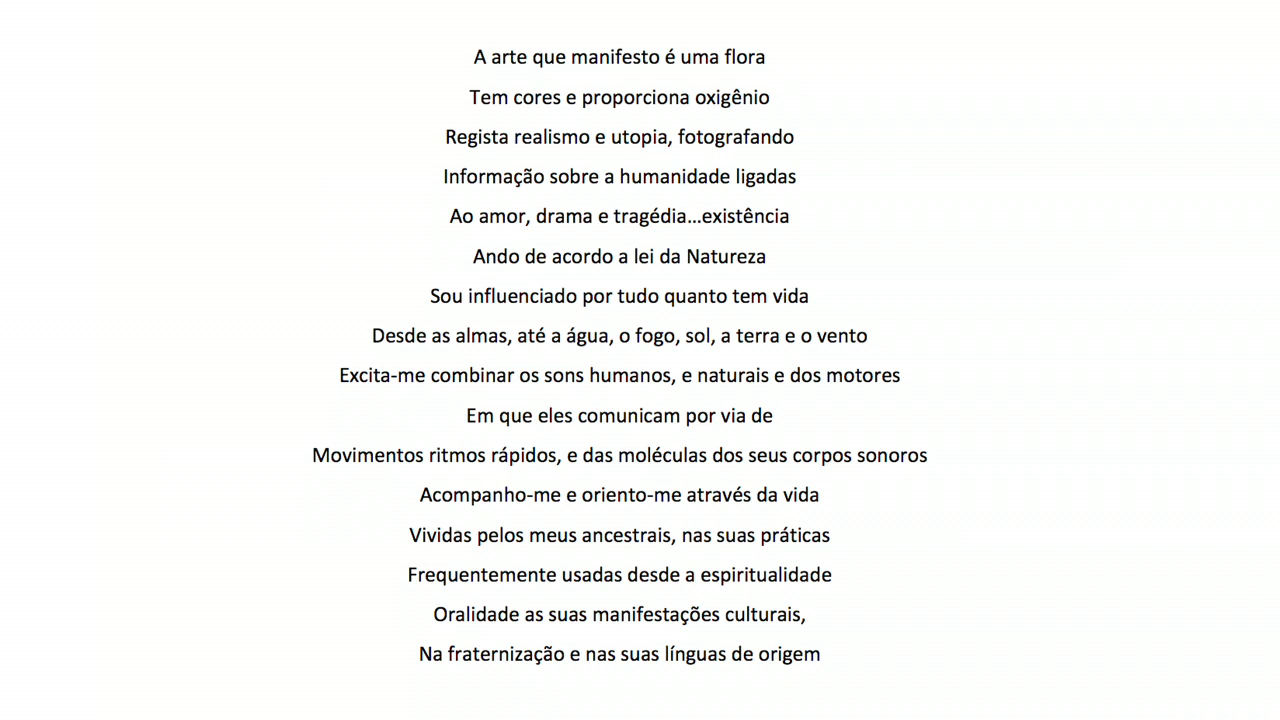 A arte que manifesto é uma flora
Tem cores e proporciona oxigênio
Regista realismo e utopia, fotografando
Informação sobre a humanidade ligadas
Ao amor, drama e tragédia...existência
Ando de acordo a lei da Natureza
Sou influenciado por tudo quanto tem vida
Desde as almas, até a água, o fogo, sol, a terra e o vento
Excita-me combinar os sons humanos, e naturais e dos motores
Em que eles comunicam por via de
Movimentos ritmos rápidos, e das moléculas dos seus corpos sonoros
Acompanho-me e oriento-me através da vida
Vividas pelos meus ancestrais, nas suas práticas
Frequentemente usadas desde a espiritualidade
Oralidade as suas manifestações culturais,
Na fraternização e nas suas línguas de origem